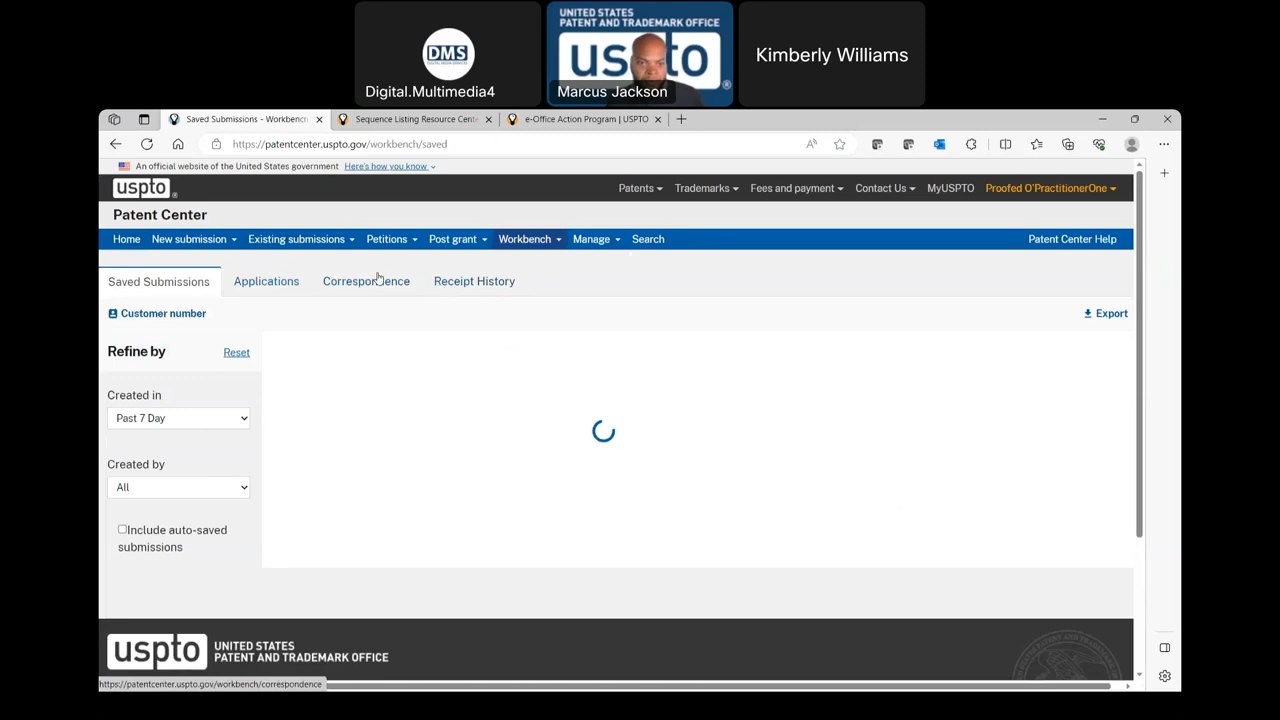 DMS
DIGITAL MEDIA SERVICES
Digital.Multimedia4
UNITED STATES
PATENT AND TRADEMARK OFFICE
uspto
Marcus Jackson
Kimberly Williams
Saved Submissions - Workbench
Sequence Listing Resource Cente
e-Office Action Program | USPTO
https://patentcenter.uspto.gov/workbench/saved
An official website of the United States government Here's how you know
uspto
Patents Trademarks Fees and payment Contact Us MyUSPTO Proofed O'PractitionerOne
Patent Center
Home New submission Existing submissions Petitions Post grant Workbench Manage Search Patent Center Help
Saved Submissions Applications Correspondence Receipt History
Customer number Export
Refine by Reset
Created in
Past 7 Day
Created by
All
Include auto-saved
submissions
uspto UNITED STATES
PATENT AND TRADEMARK OFFICE
https://patentcenter.uspto.gov/workbench/correspondence